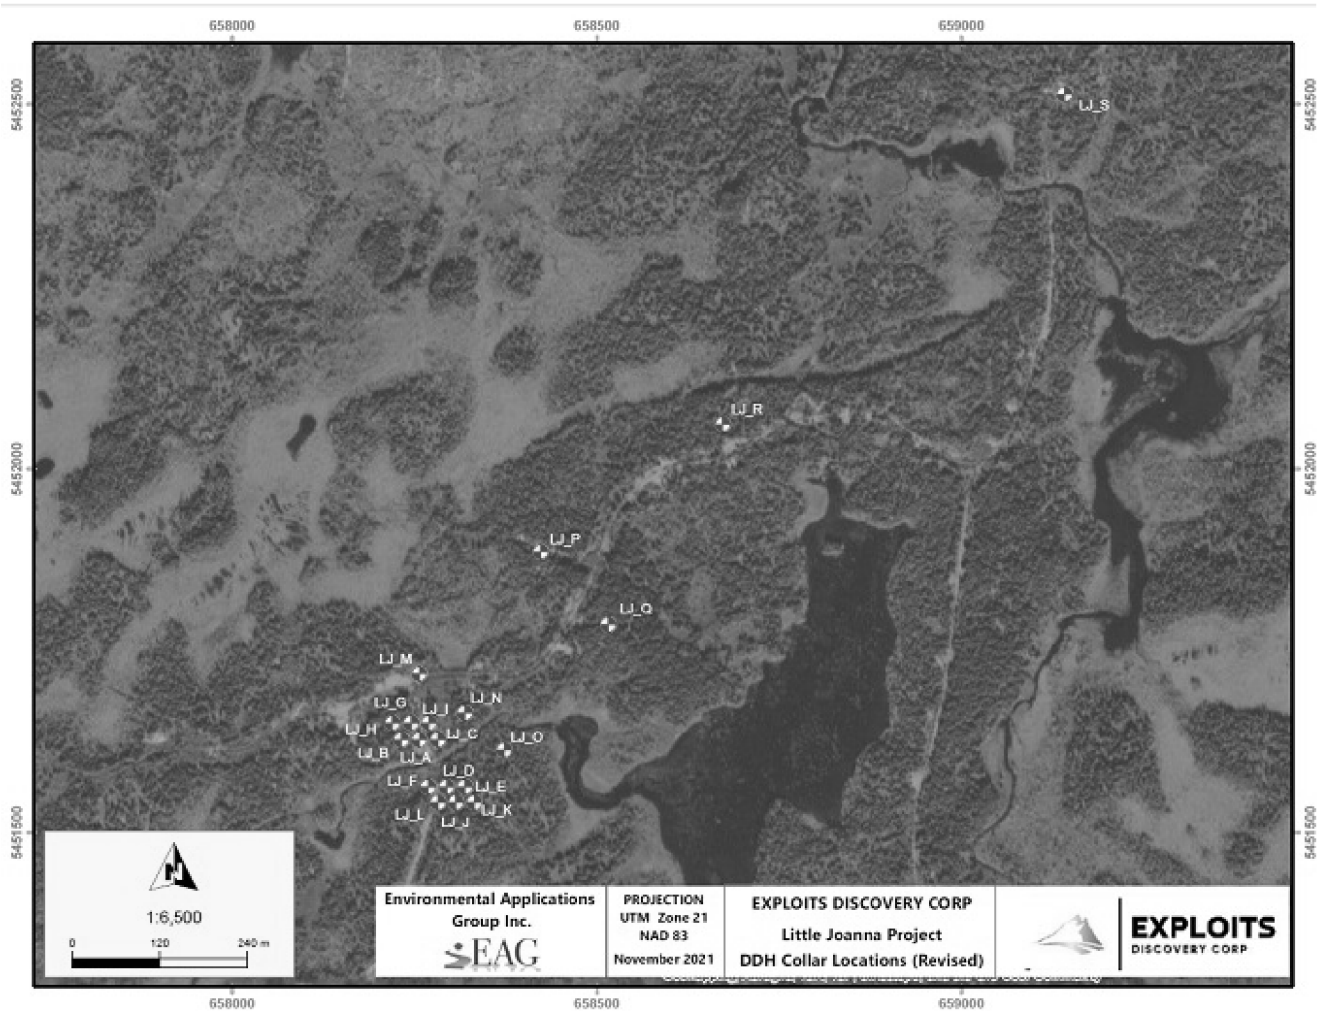 658000
658500
659000
5452500
5452500
LJ_S
LJ_R
5452000
5452000
LJ_P
LJ_Q
LJ_M
LJ_N
LJ_G
LJ_I
LJ_H
LJ_C
LJ_O
LJ_B
LJ_A
LJ_D
LJ_F
LJ_E
LJ_L
LJ_K
LJ_J
5451500
5451500
N
1:6,500
0 120 240 m
Environmental Applications
Group Inc.
EAG
PROJECTION
UTM Zone 21
NAD 83
November 2021
EXPLOITS DISCOVERY CORP
Little Joanna Project
DDH Collar Locations (Revised)
EXPLOITS
DISCOVERY CORP
658000
658500
659000